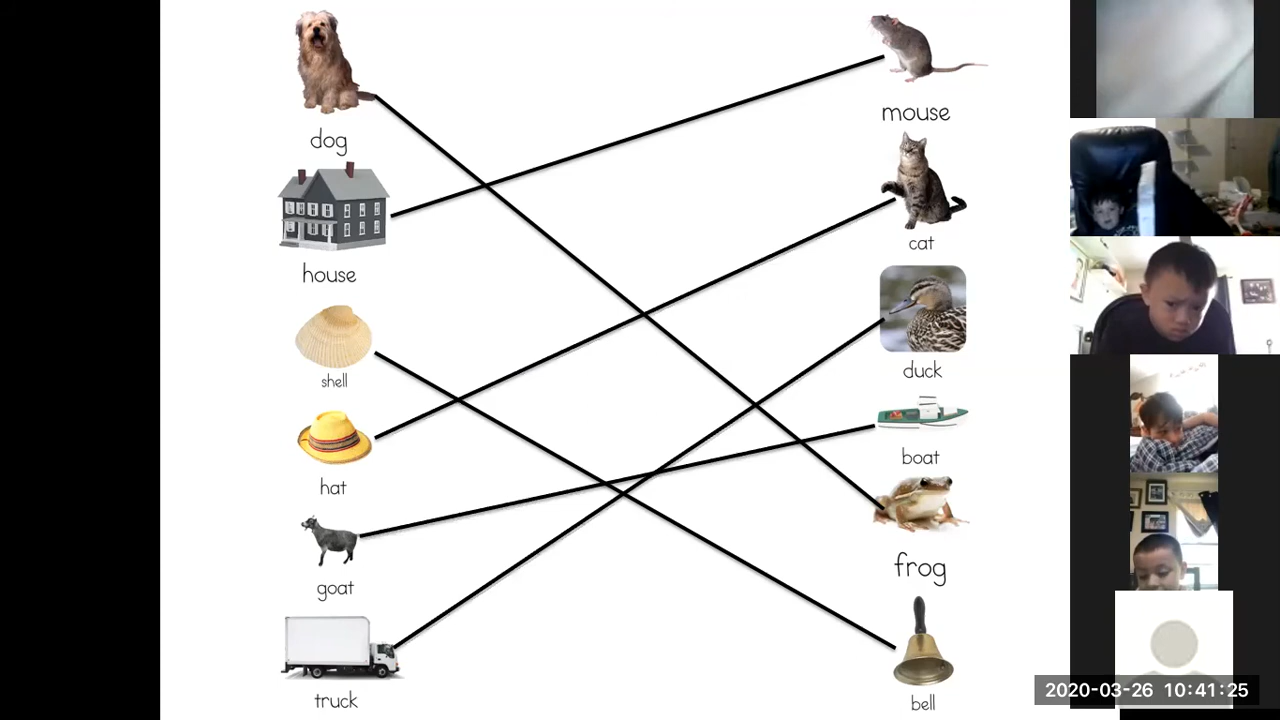 dog
house
shell
hat
goat
truck
mouse
cat
duck
boat
frog
bell
2020-03-26 10:41:25